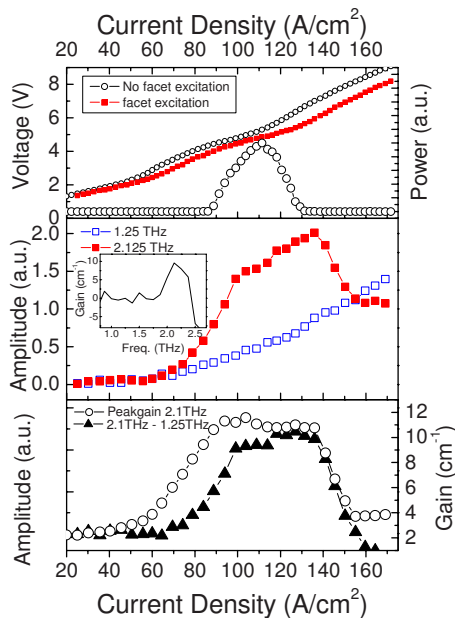 Current Density (A/cm²)
20 40 60 80 100 120 140 160
No facet excitation
facet excitation
8
6
4
2
0
Voltage (V)
Power (a.u.)
1.25 THz
2.125 THz
2.0
1.5
1.0
0.5
0.0
Amplitude (a.u.)
10
5
0
-5
Gain (cm⁻¹)
1.0 1.5 2.0 2.5
Freq. (THz)
Peakgain 2.1THz
2.1THz - 1.25THz
Amplitude (a.u.)
12
10
8
6
4
2
Gain (cm⁻¹)
20 40 60 80 100 120 140 160
Current Density (A/cm²)